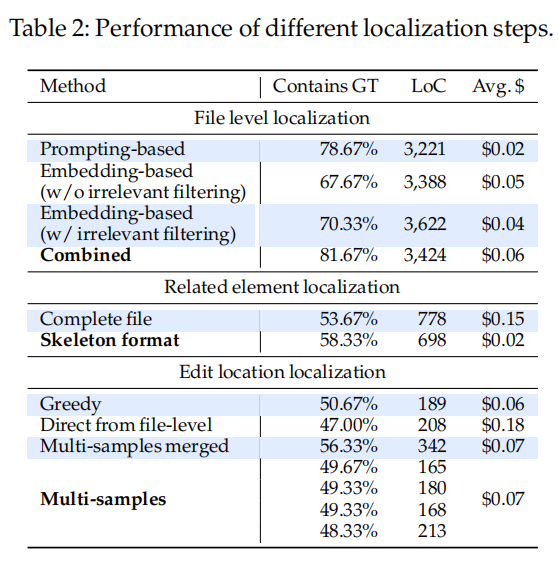 Table 2: Performance of different localization steps.
Method Contains GT LoC Avg. $
File level localization
Prompting-based 78.67% 3,221 $0.02
Embedding-based
(w/o irrelevant filtering) 67.67% 3,388 $0.05
Embedding-based
(w/ irrelevant filtering) 70.33% 3,622 $0.04
Combined 81.67% 3,424 $0.06
Related element localization
Complete file 53.67% 778 $0.15
Skeleton format 58.33% 698 $0.02
Edit location localization
Greedy 50.67% 189 $0.06
Direct from file-level 47.00% 208 $0.18
Multi-samples merged 56.33% 342 $0.07
Multi-samples 49.67% 165 $0.07
49.33% 180
49.33% 168
48.33% 213